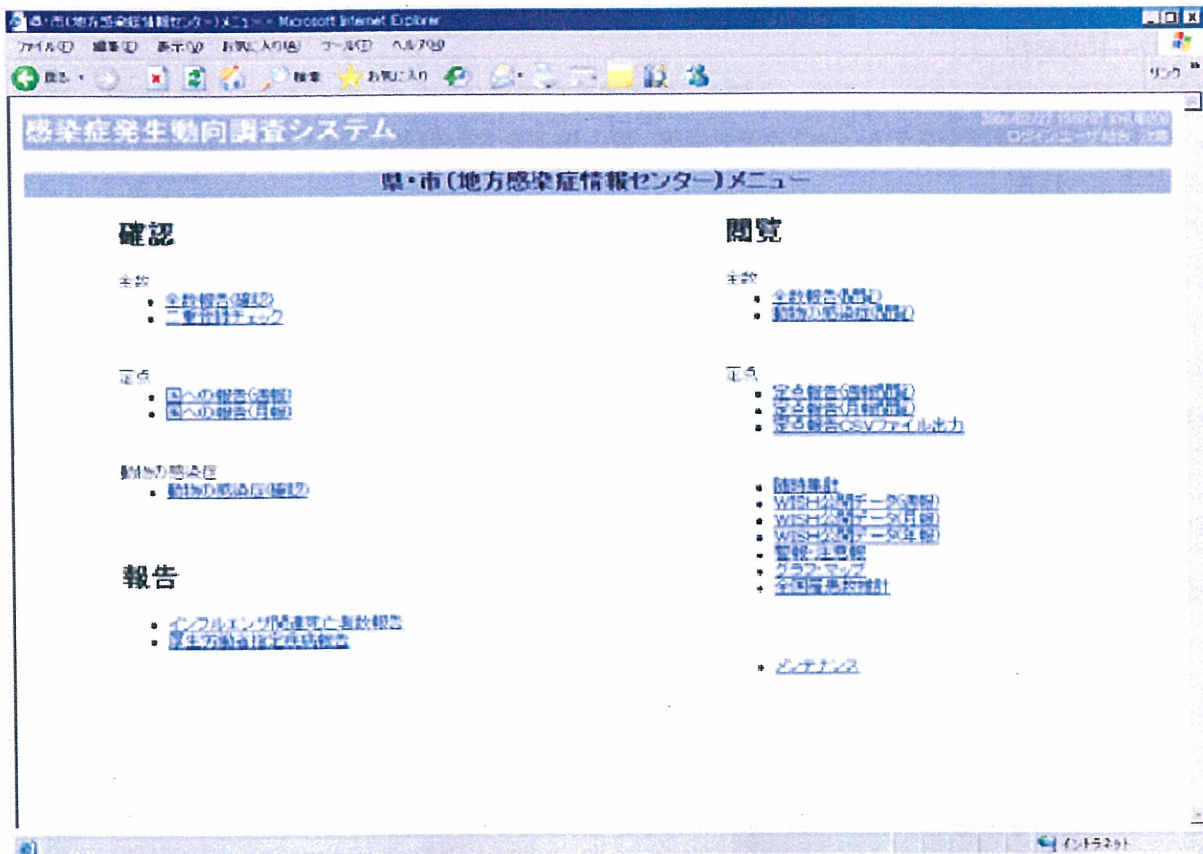 県・市(地方感染症情報センター)メニュー - Microsoft Internet Explorer
ファイル(F) 編集(E) 表示(V) お気に入り(A) ツール(T) ヘルプ(H)
戻る 検索 お気に入り リンク
感染症発生動向調査システム
県・市(地方感染症情報センター)メニュー
確認
全数
全数報告(確認)
二重登録チェック
定点
国への報告(週報)
国への報告(月報)
動物の感染症
動物の感染症(確認)
報告
インフルエンザ関連死亡者数報告
厚生労働省指定疾病報告
閲覧
全数
全数報告(閲覧)
動物の感染症(閲覧)
定点
定点報告(週報閲覧)
定点報告(月報閲覧)
定点報告CSVファイル出力
随時集計
WISH公開データ(週報)
WISH公開データ(月報)
WISH公開データ(年報)
警報・注意報
グラフ・マップ
全国罹患数推計
メンテナンス
イントラネット